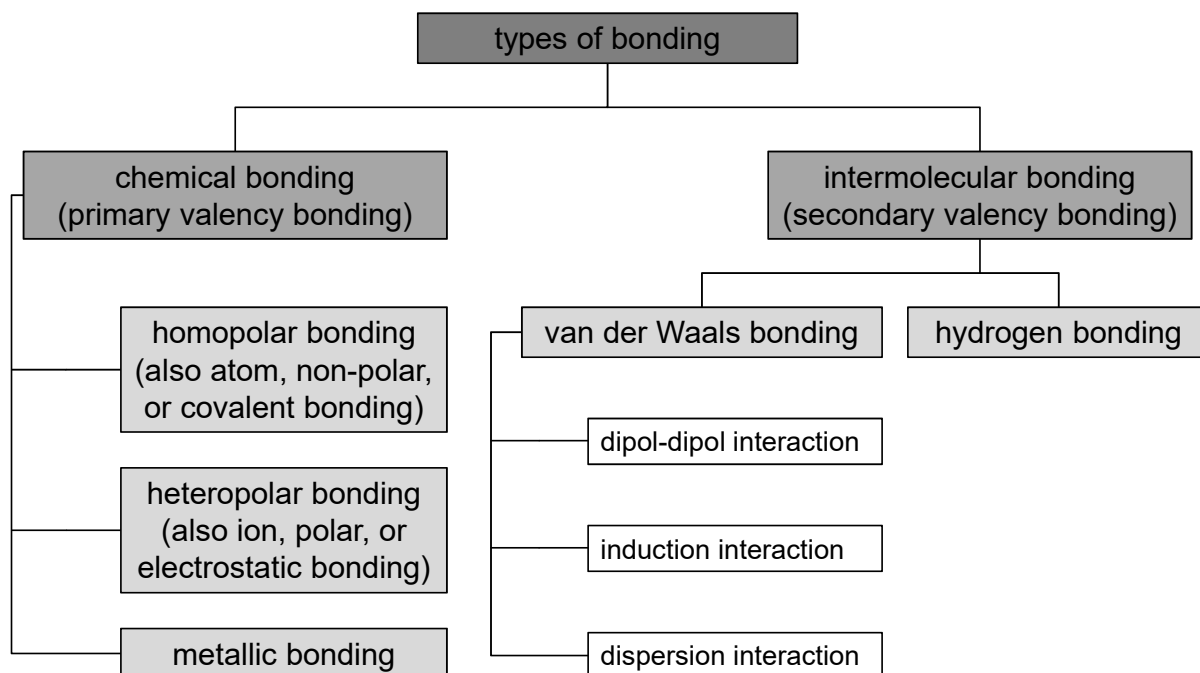 types of bonding
chemical bonding
(primary valency bonding)
intermolecular bonding
(secondary valency bonding)
homopolar bonding
(also atom, non-polar,
or covalent bonding)
heteropolar bonding
(also ion, polar, or
electrostatic bonding)
metallic bonding
van der Waals bonding
hydrogen bonding
dipol-dipol interaction
induction interaction
dispersion interaction